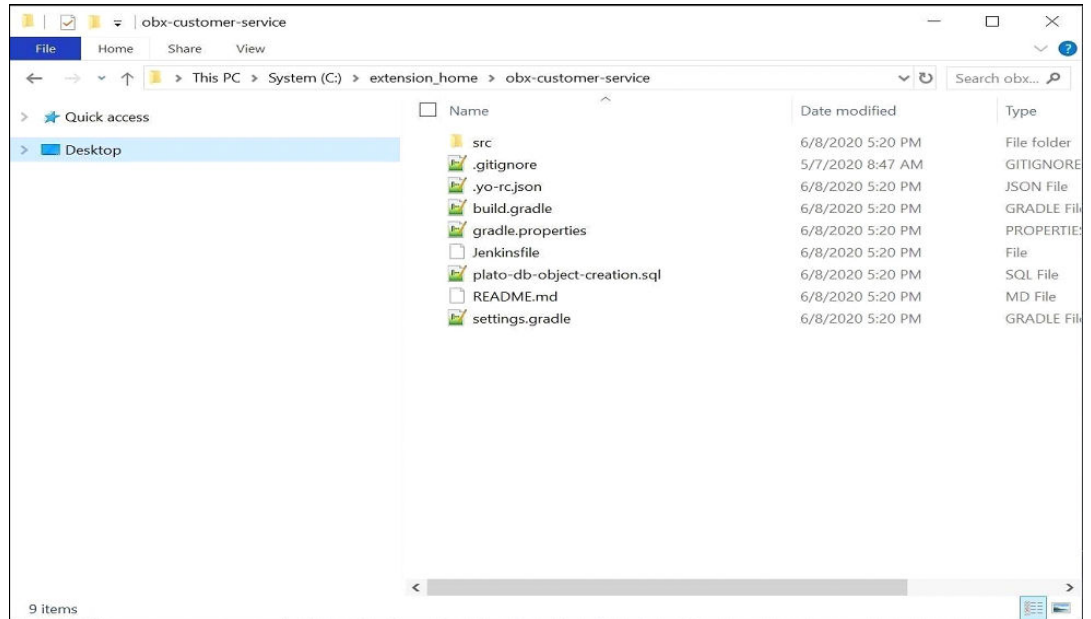 obx-customer-service
File Home Share View
This PC > System (C:) > extension_home > obx-customer-service Search obx...
Quick access
Desktop
Name Date modified Type
src 6/8/2020 5:20 PM File folder
.gitignore 5/7/2020 8:47 AM GITIGNORE
.yo-rc.json 6/8/2020 5:20 PM JSON File
build.gradle 6/8/2020 5:20 PM GRADLE File
gradle.properties 6/8/2020 5:20 PM PROPERTIES
Jenkinsfile 6/8/2020 5:20 PM File
plato-db-object-creation.sql 6/8/2020 5:20 PM SQL File
README.md 6/8/2020 5:20 PM MD File
settings.gradle 6/8/2020 5:20 PM GRADLE File
9 items